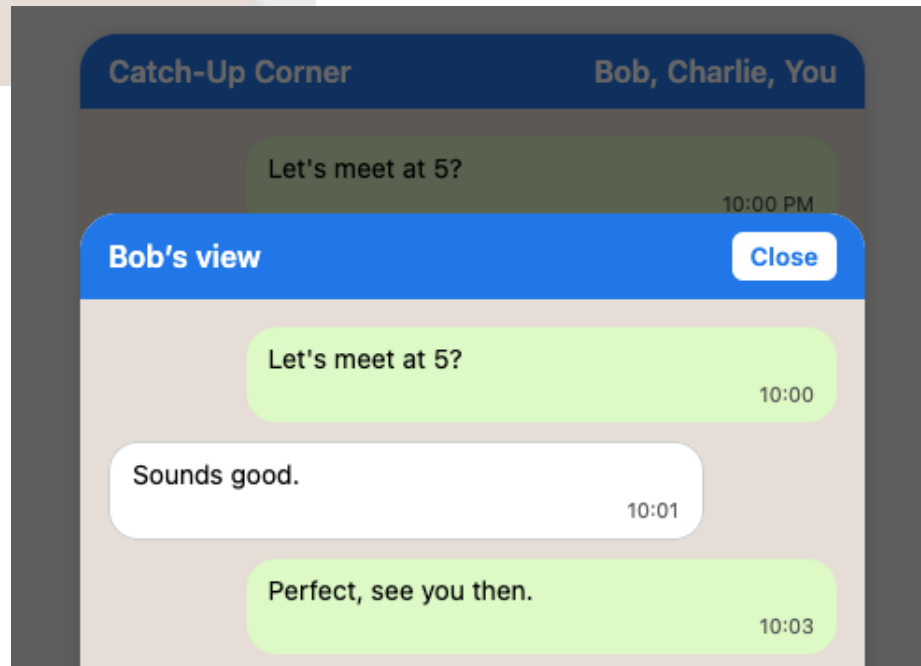 Catch-Up Corner Bob, Charlie, You
Let's meet at 5?
10:00 PM
Bob’s view Close
Let's meet at 5?
10:00
Sounds good.
10:01
Perfect, see you then.
10:03